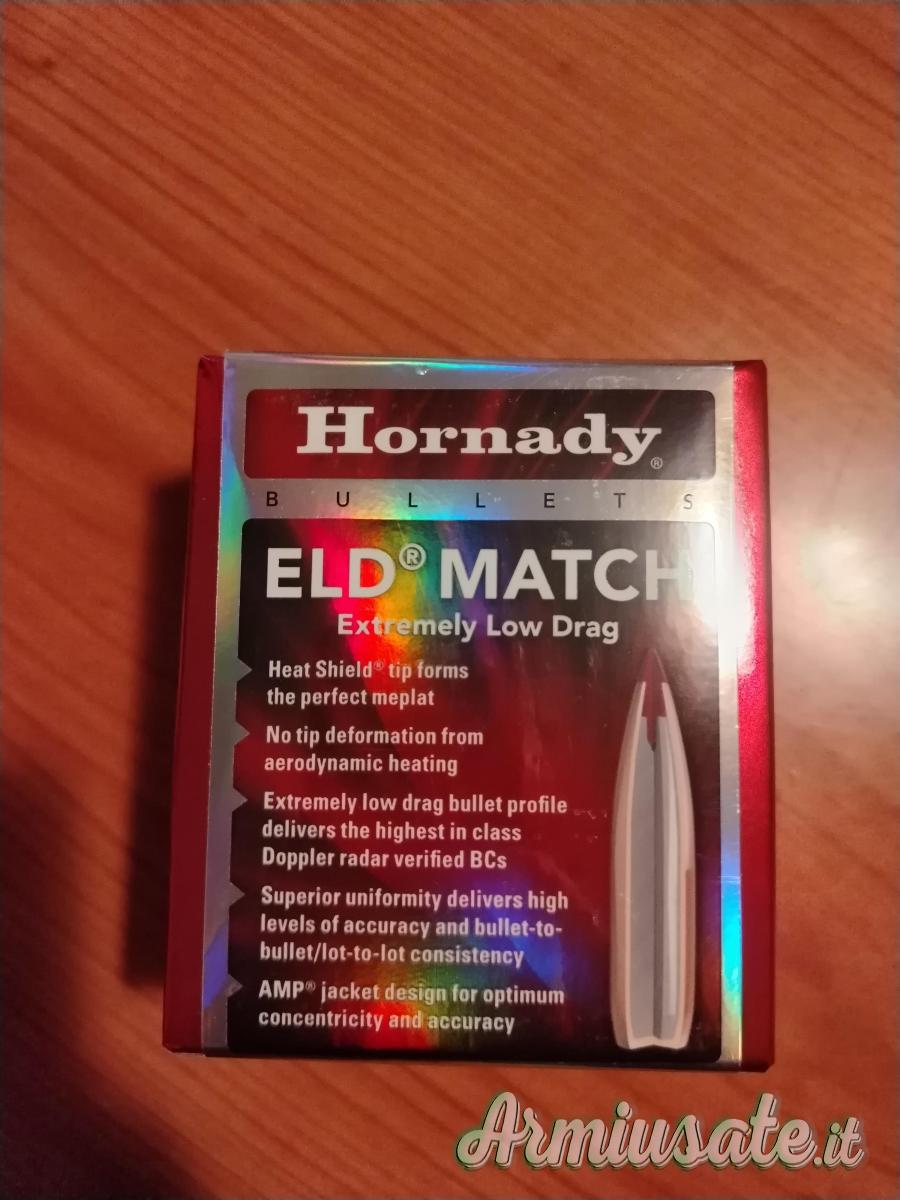 Hornady®
BULLETS
ELD® MATCH
Extremely Low Drag
Heat Shield® tip forms
the perfect meplat
No tip deformation from
aerodynamic heating
Extremely low drag bullet profile
delivers the highest in class
Doppler radar verified BCs
Superior uniformity delivers high
levels of accuracy and bullet-to-
bullet/lot-to-lot consistency
AMP® jacket design for optimum
concentricity and accuracy
Armiusate.it